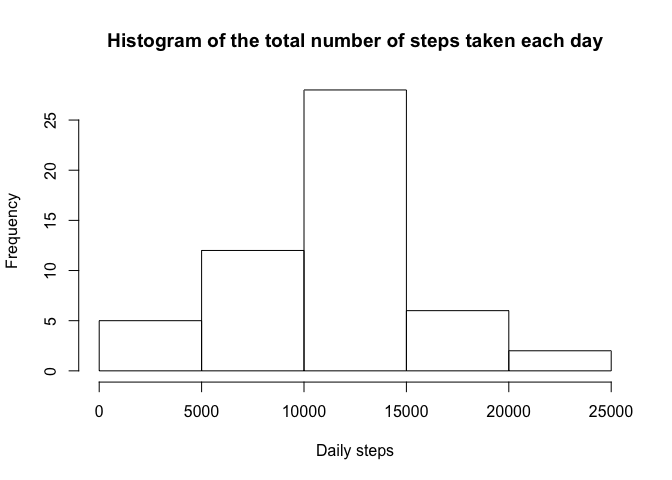 Histogram of the total number of steps taken each day
Frequency
25
20
15
10
5
0
0 5000 10000 15000 20000 25000
Daily steps